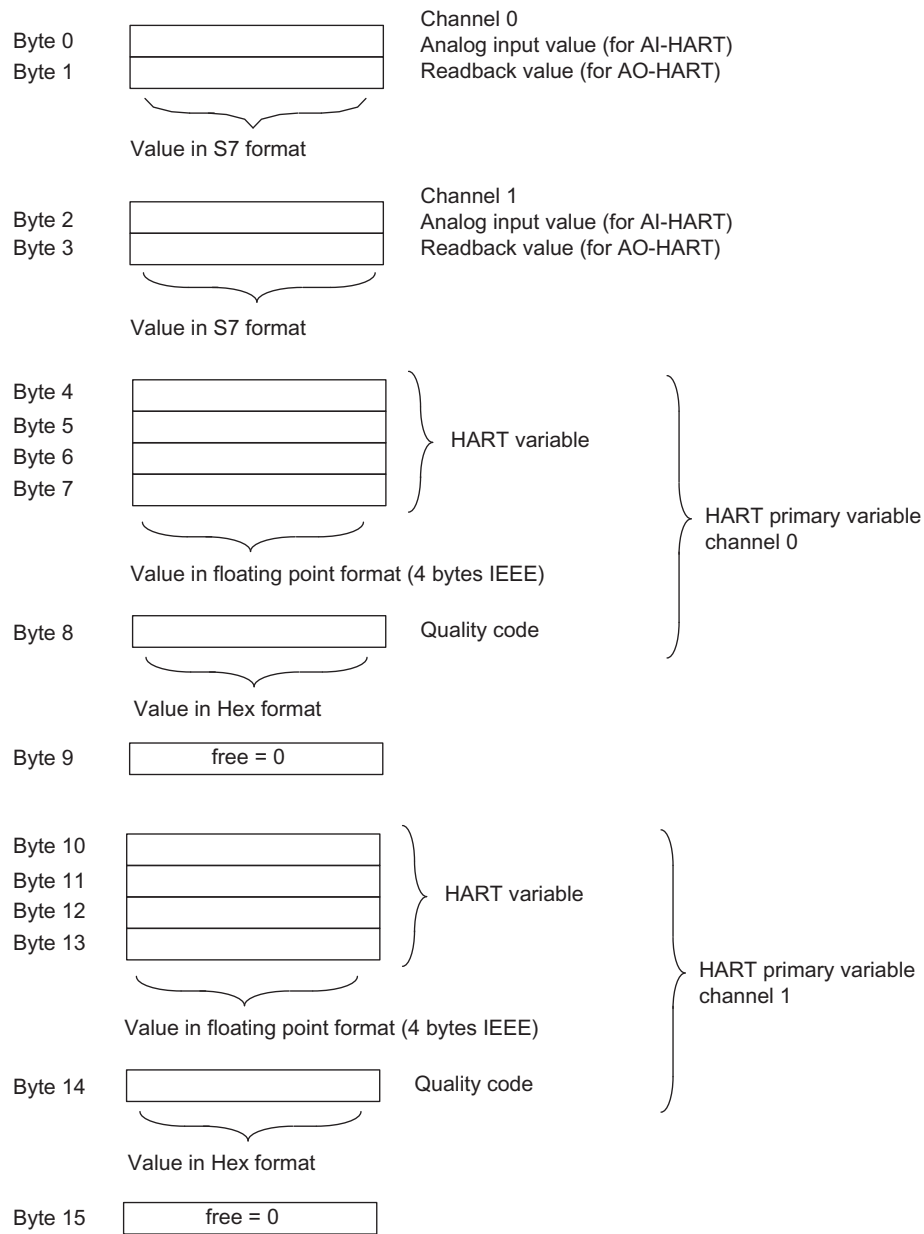 Channel 0
Byte 0
Analog input value (for AI-HART)
Byte 1
Readback value (for AO-HART)
Value in S7 format
Channel 1
Byte 2
Analog input value (for AI-HART)
Byte 3
Readback value (for AO-HART)
Value in S7 format
Byte 4
Byte 5
HART variable
Byte 6
Byte 7
HART primary variable
channel 0
Value in floating point format (4 bytes IEEE)
Byte 8
Quality code
Value in Hex format
Byte 9
free = 0
Byte 10
Byte 11
HART variable
Byte 12
Byte 13
HART primary variable
channel 1
Value in floating point format (4 bytes IEEE)
Byte 14
Quality code
Value in Hex format
Byte 15
free = 0